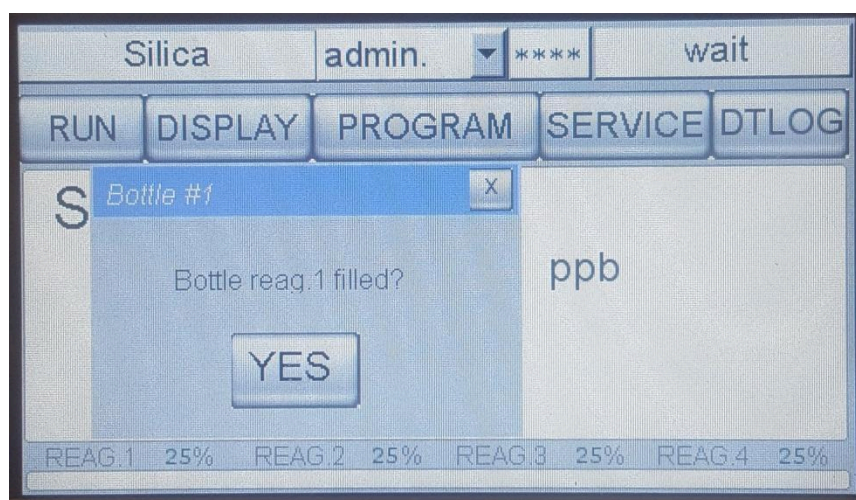 Silica admin. **** wait
RUN DISPLAY PROGRAM SERVICE DTLOG
S
Bottle #1 X
Bottle reag.1 filled?
ppb
YES
REAG.1 25% REAG.2 25% REAG.3 25% REAG.4 25%